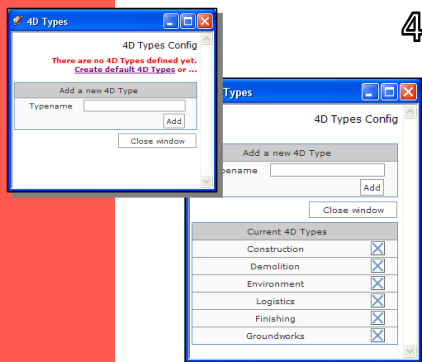 4
4D Types
4D Types Config
There are no 4D Types defined yet.
Create default 4D Types or ...
Add a new 4D Type
Typename
Add
Close window
Types
4D Types Config
Add a new 4D Type
ename
Add
Close window
Current 4D Types
Construction
Demolition
Environment
Logistics
Finishing
Groundworks